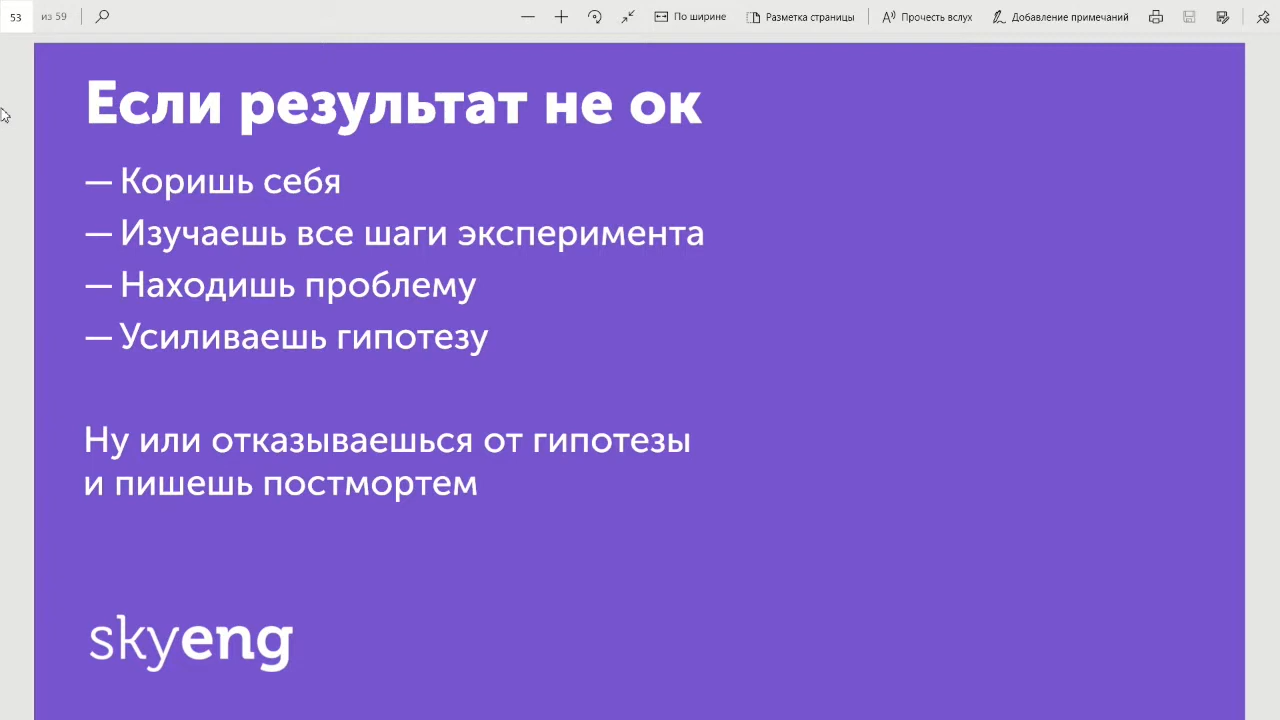 53 из 59 По ширине Разметка страницы Прочесть вслух Добавление примечаний
Если результат не ок
— Коришь себя
— Изучаешь все шаги эксперимента
— Находишь проблему
— Усиливаешь гипотезу
Ну или отказываешься от гипотезы
и пишешь постмортем
skyeng